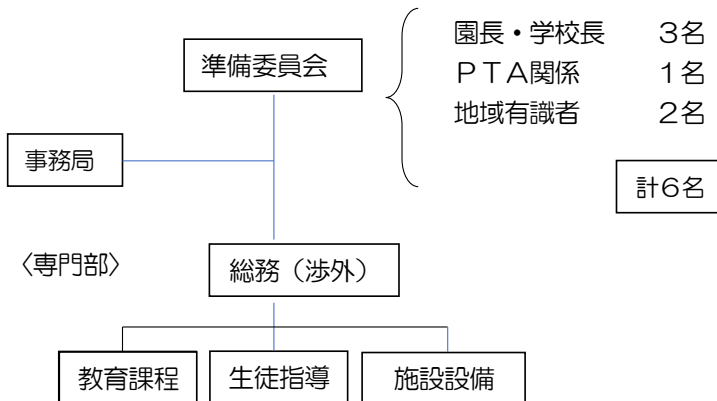 準備委員会
園長・学校長　３名
ＰＴＡ関係　１名
地域有識者　２名
計６名
事務局
〈専門部〉
総務（渉外）
教育課程
生徒指導
施設設備